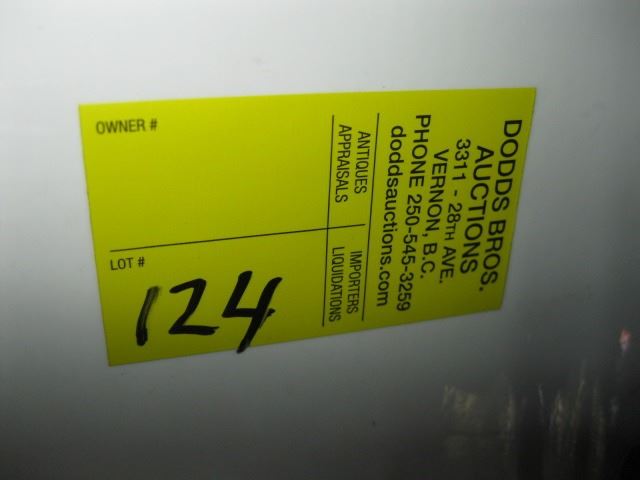 DODDS BROS.
AUCTIONS
3311 - 28TH AVE.
VERNON, B.C.
PHONE 250-545-3259
doddsauctions.com
ANTIQUES IMPORTERS
APPRAISALS LIQUIDATIONS
OWNER #
LOT #
124